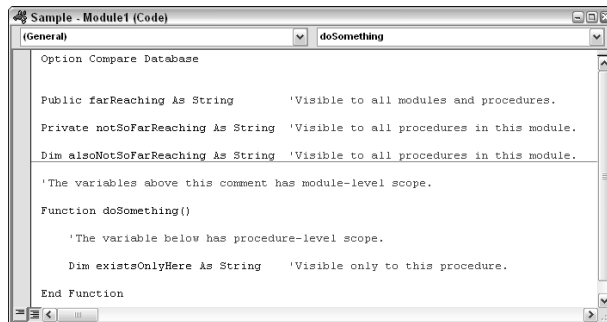 Sample - Module1 (Code)
(General) doSomething
Option Compare Database
Public farReaching As String 'Visible to all modules and procedures.
Private notSoFarReaching As String 'Visible to all procedures in this module.
Dim alsoNotSoFarReaching As String 'Visible to all procedures in this module.
'The variables above this comment has module-level scope.
Function doSomething()
'The variable below has procedure-level scope.
Dim existsOnlyHere As String 'Visible only to this procedure.
End Function